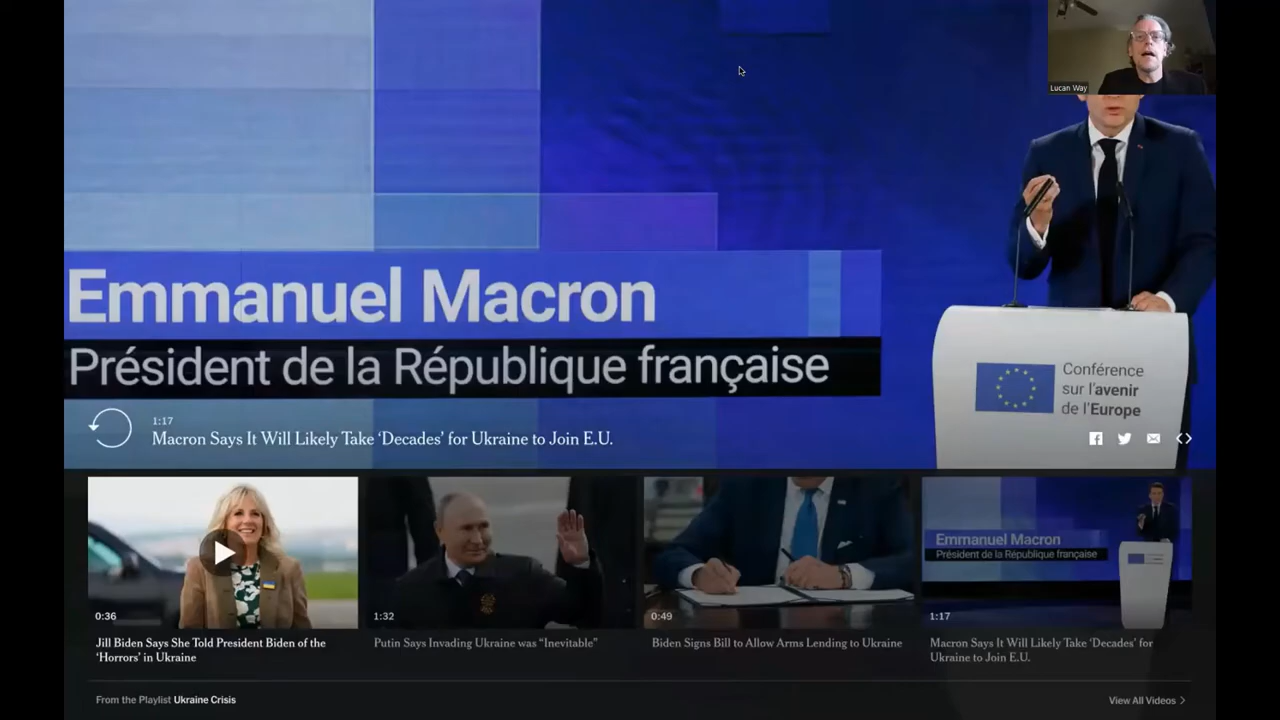 Lucan Way
Emmanuel Macron
Président de la République française
Conférence
sur l'avenir
de l'Europe
1:17
Macron Says It Will Likely Take ‘Decades’ for Ukraine to Join E.U.
0:36
Jill Biden Says She Told President Biden of the
‘Horrors’ in Ukraine
1:32
Putin Says Invading Ukraine was “Inevitable”
0:49
Biden Signs Bill to Allow Arms Lending to Ukraine
Emmanuel Macron
Président de la République française
1:17
Macron Says It Will Likely Take ‘Decades’ for
Ukraine to Join E.U.
From the Playlist Ukraine Crisis
View All Videos